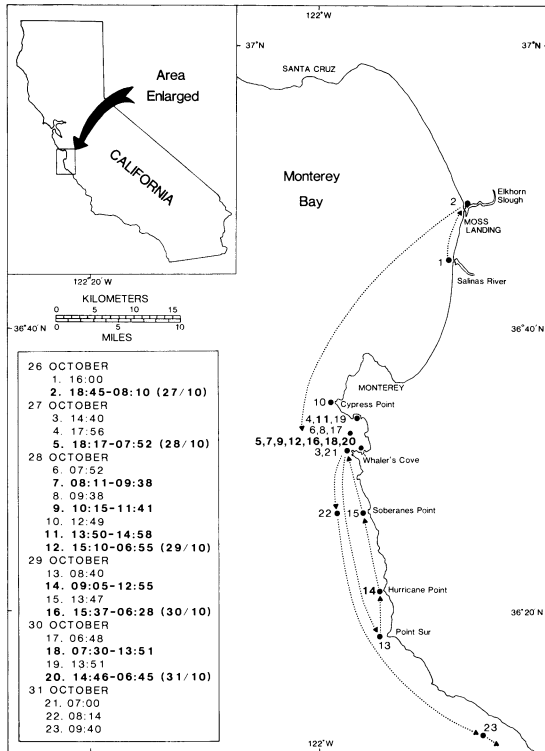 122°W
37°N
37°N
SANTA CRUZ
Area
Enlarged
CALIFORNIA
Monterey
Bay
2
Elkhorn
Slough
MOSS
LANDING
1
Salinas River
122°20'W
KILOMETERS
0 5 10 15
0 5 10
MILES
36°40'
36°40'
MONTEREY
10
Cypress Point
4,11,19
6,8,17
5,7,9,12,16,18,20
3,21
Whaler's Cove
22
15
Soberanes Point
14
Hurricane Point
36°20'
Point Sur
13
23
122°W
26 OCTOBER
1. 16:00
2. 18:45-08:10 (27/10)
27 OCTOBER
3. 14:40
4. 17:56
5. 18:17-07:52 (28/10)
28 OCTOBER
6. 07:52
7. 08:11-09:38
8. 09:38
9. 10:15-11:41
10. 12:49
11. 13:50-14:58
12. 15:10-06:55 (29/10)
29 OCTOBER
13. 08:40
14. 09:05-12:55
15. 13:47
16. 15:37-06:28 (30/10)
30 OCTOBER
17. 06:48
18. 07:30-13:51
19. 13:51
20. 14:46-06:45 (31/10)
31 OCTOBER
21. 07:00
22. 08:14
23. 09:40